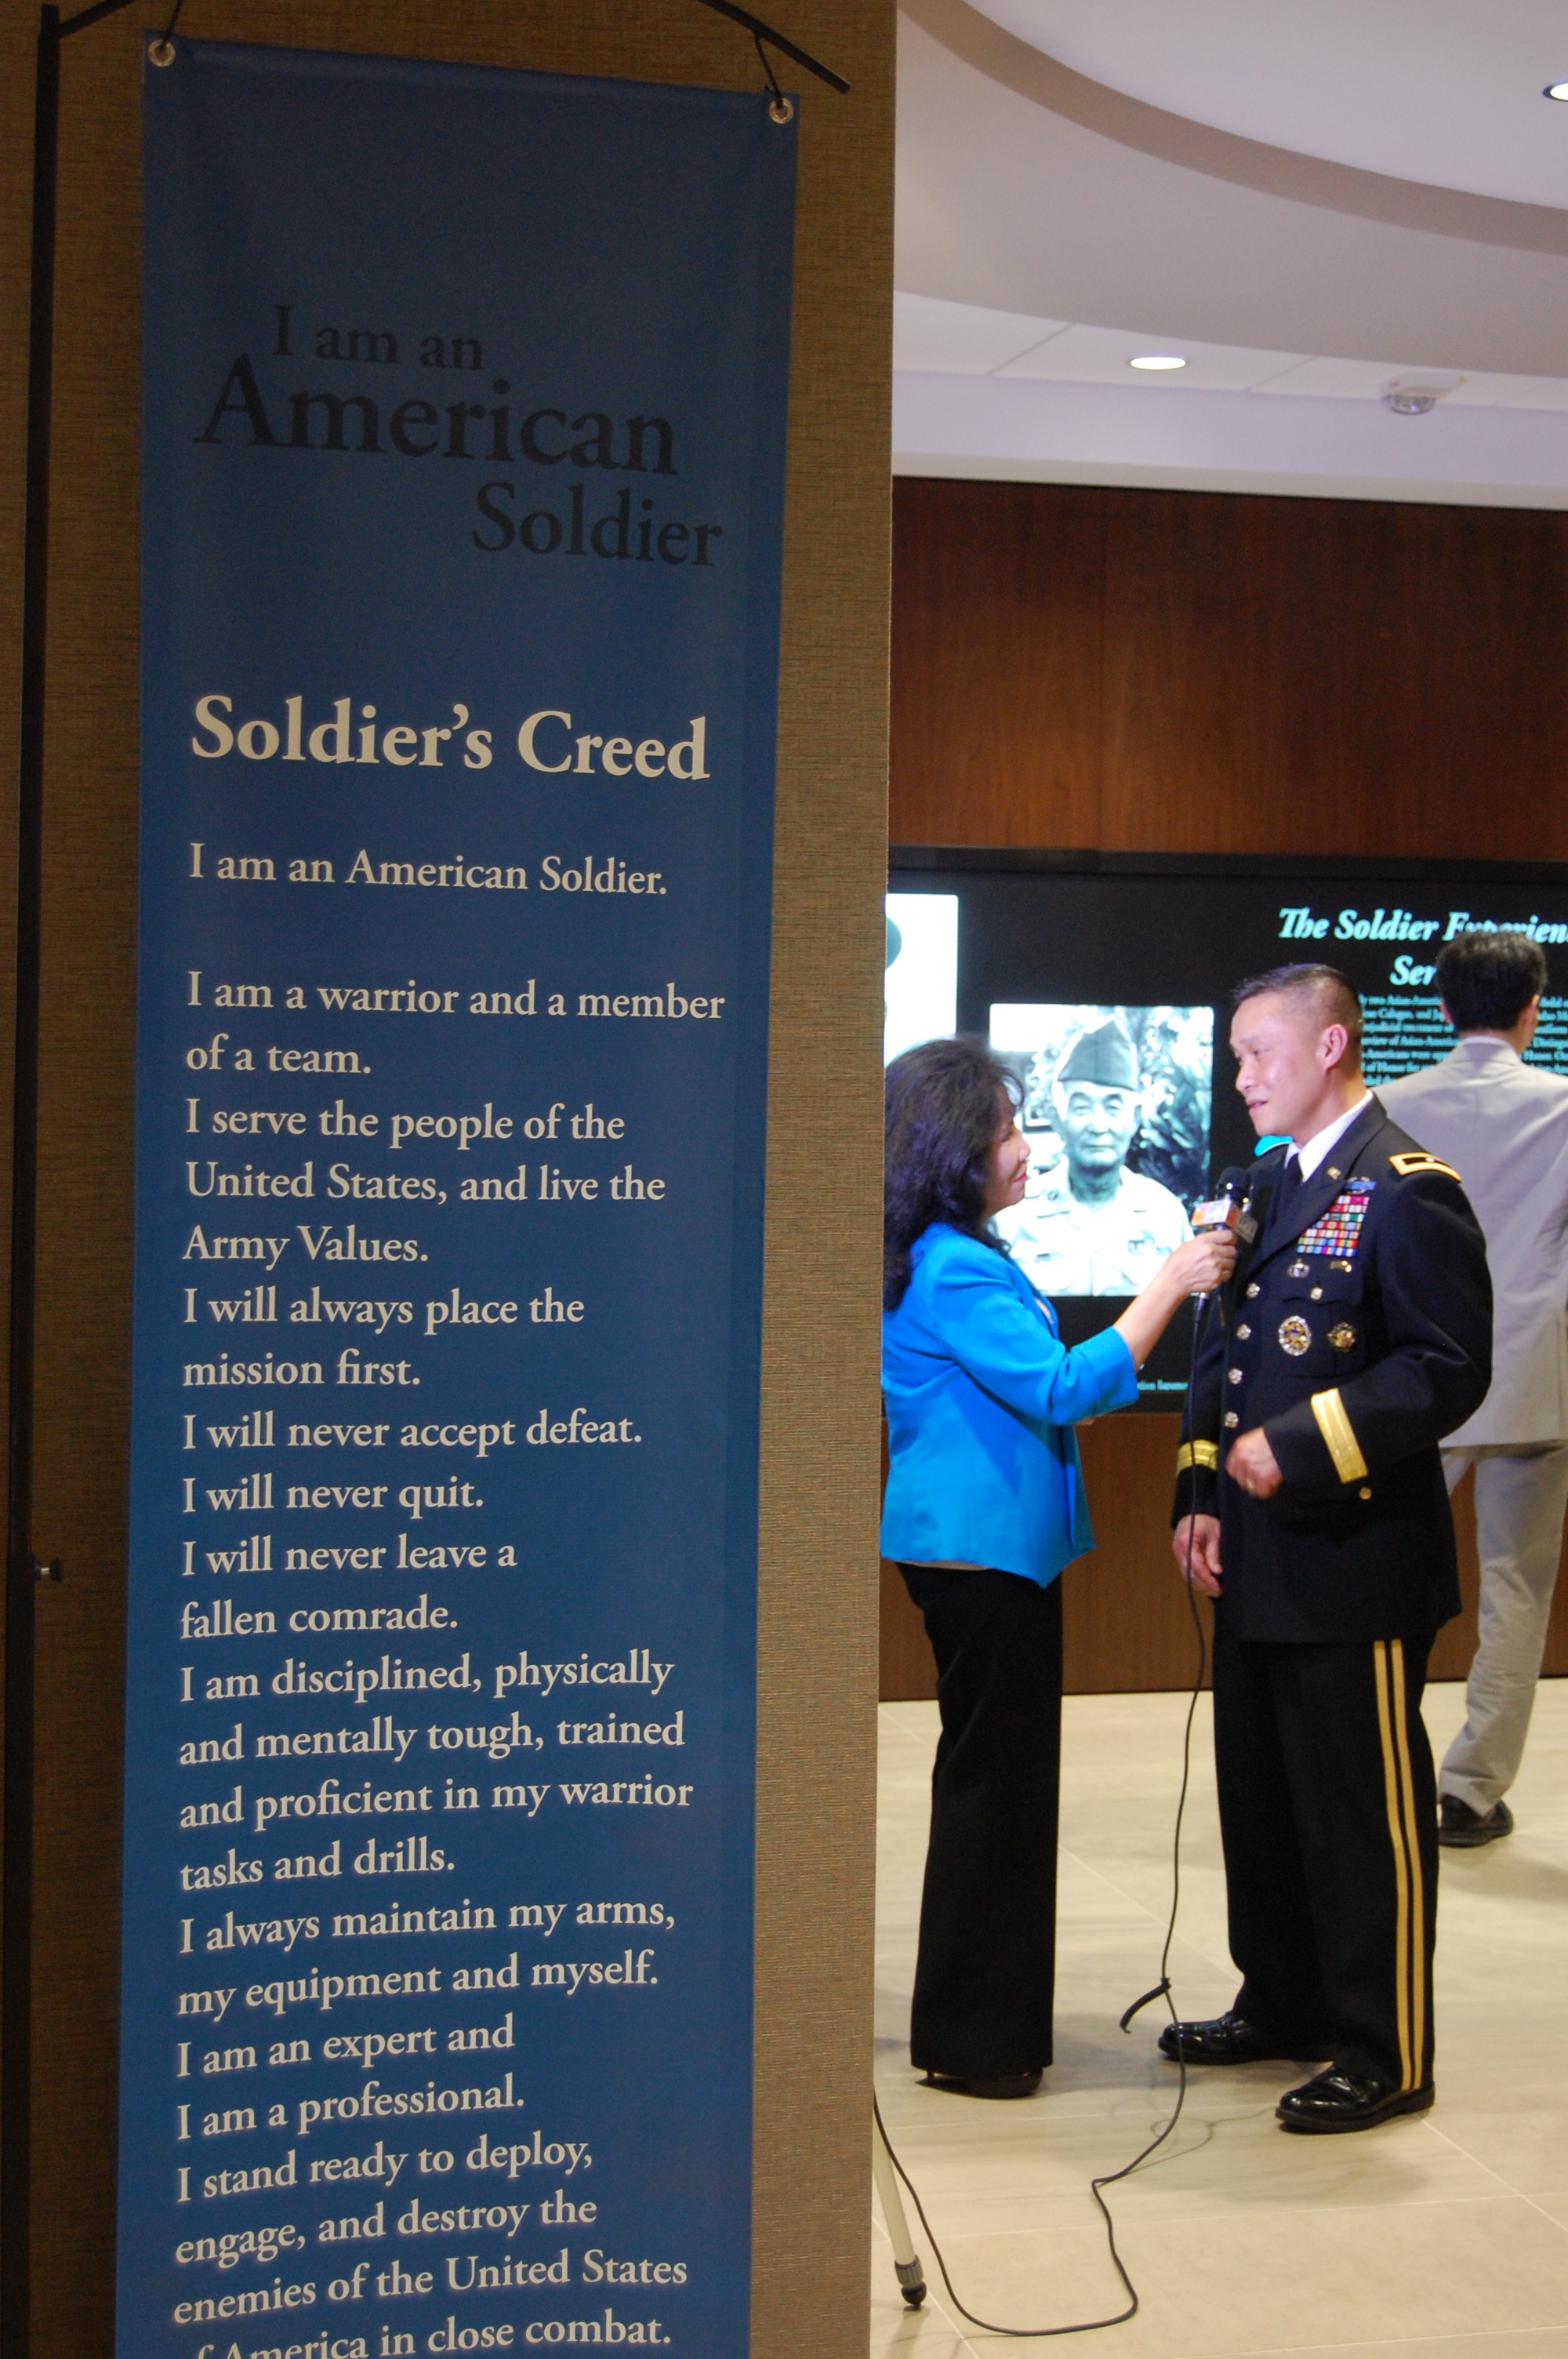 I am an
American
Soldier
Soldier's Creed
I am an American Soldier.
I am a warrior and a member
of a team.
I serve the people of the
United States, and live the
Army Values.
I will always place the
mission first.
I will never accept defeat.
I will never quit.
I will never leave a
fallen comrade.
I am disciplined, physically
and mentally tough, trained
and proficient in my warrior
tasks and drills.
I always maintain my arms,
my equipment and myself.
I am an expert and
I am a professional.
I stand ready to deploy,
engage, and destroy the
enemies of the United States
of America in close combat.
The Soldier Experien
Ser